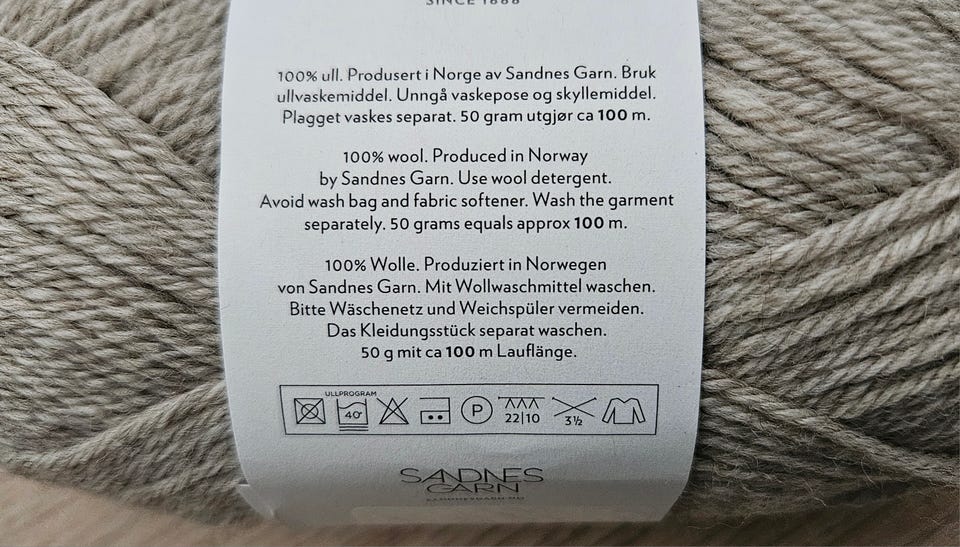 SINCE 1888
100% ull. Produsert i Norge av Sandnes Garn. Bruk
ullvaskemiddel. Unngå vaskepose og skyllemiddel.
Plagget vaskes separat. 50 gram utgjør ca 100 m.
100% wool. Produced in Norway
by Sandnes Garn. Use wool detergent.
Avoid wash bag and fabric softener. Wash the garment
separately. 50 grams equals approx 100 m.
100% Wolle. Produziert in Norwegen
von Sandnes Garn. Mit Wollwaschmittel waschen.
Bitte Wäschenetz und Weichspüler vermeiden.
Das Kleidungsstück separat waschen.
50 g mit ca 100 m Lauflänge.
ULLPROGRAM
40° P 22|10 3½
SANDNES
GARN